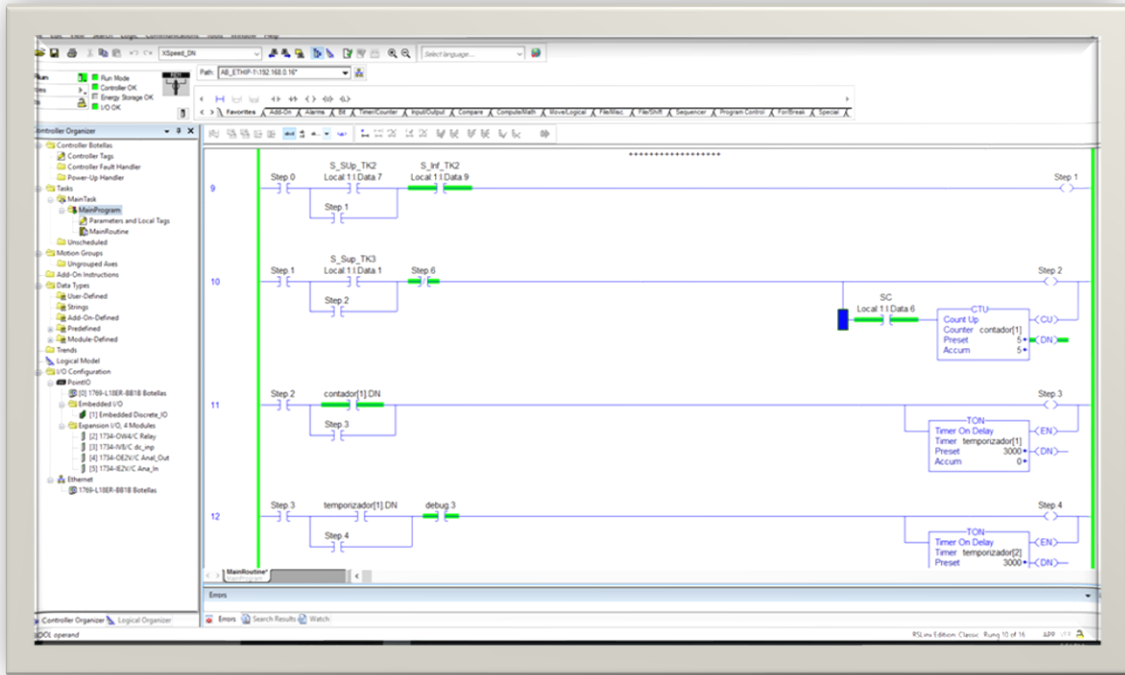 XSpeed_DN
Select language...
Path: AB_ETHIP-1\192.168.0.16*
Run Mode
Controller OK
Energy Storage OK
I/O OK
Favorites Add-On Alarms Bit Timer/Counter Input/Output Compare Compute/Math Move/Logical File/Misc. File/Shift Sequencer Program Control For/Break Special
Controller Organizer
Controller Botellas
Controller Tags
Controller Fault Handler
Power-Up Handler
Tasks
MainTask
MainProgram
Parameters and Local Tags
MainRoutine
Unscheduled
Motion Groups
Ungrouped Axes
Add-On Instructions
Data Types
User-Defined
Strings
Add-On-Defined
Predefined
Module-Defined
Trends
Logical Model
I/O Configuration
PointIO
[0] 1769-L18ER-BB1B Botellas
Embedded I/O
[1] Embedded Discrete_IO
Expansion I/O, 4 Modules
[2] 1734-OW4/C Relay
[3] 1734-IV8/C dc_inp
[4] 1734-OE2V/C Anal_Out
[5] 1734-IE2V/C Ana_In
Ethernet
1769-L18ER-BB1B Botellas
Controller Organizer Logical Organizer
9
Step.0
S_SUp_TK2
Local:1:I.Data.7
S_Inf_TK2
Local:1:I.Data.9
Step.1
Step.1
10
Step.1
S_Sup_TK3
Local:1:I.Data.1
Step.6
Step.2
Step.2
SC
Local:1:I.Data.6
CTU
Count Up
Counter contador[1]
Preset 5
Accum 5
CU
DN
11
Step.2
contador[1].DN
Step.3
Step.3
TON
Timer On Delay
Timer temporizador[1]
Preset 3000
Accum 0
EN
DN
12
Step.3
temporizador[1].DN
debug.3
Step.4
Step.4
TON
Timer On Delay
Timer temporizador[2]
Preset 3000
EN
DN
MainRoutine*
Errors
Errors Search Results Watch
RSLinx Edition: Classic Rung 10 of 16 APP VER